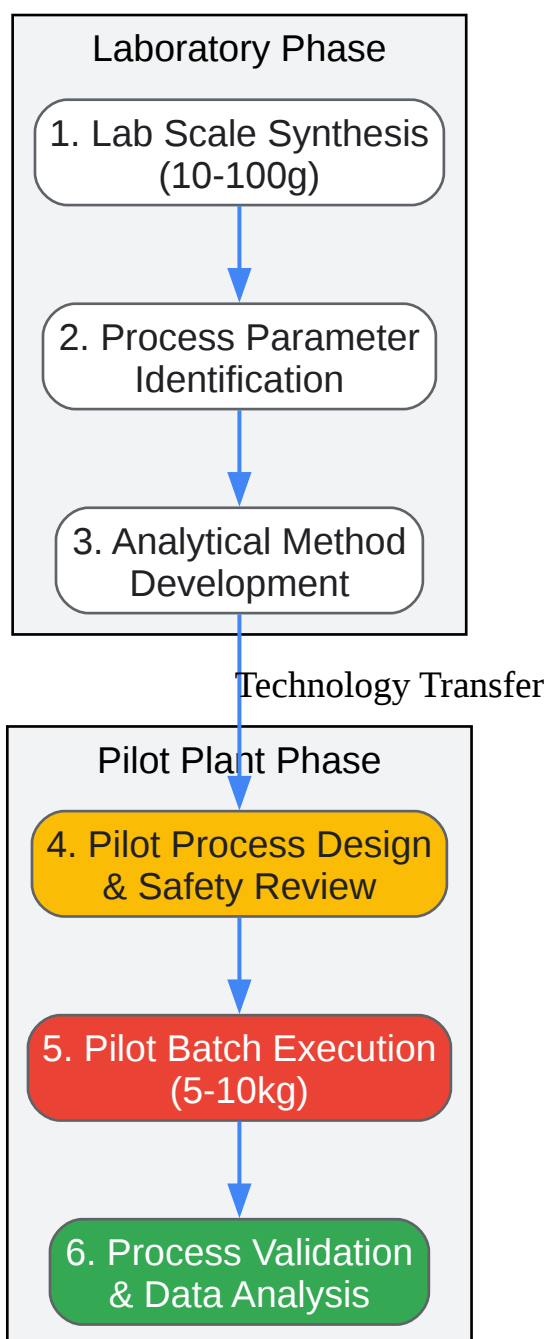 Laboratory Phase
1. Lab Scale Synthesis
(10-100g)
2. Process Parameter
Identification
3. Analytical Method
Development
Technology Transfer
Pilot Plant Phase
4. Pilot Process Design
& Safety Review
5. Pilot Batch Execution
(5-10kg)
6. Process Validation
& Data Analysis